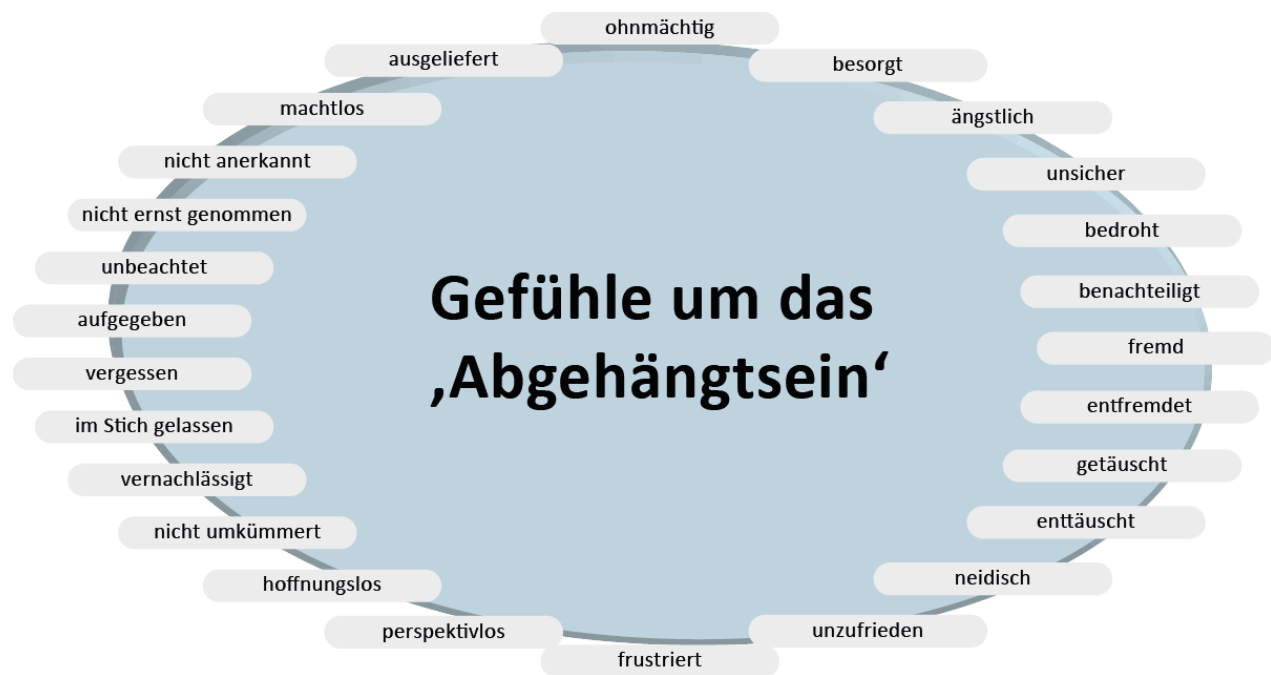 ohnmächtig
ausgeliefert
besorgt
machtlos
ängstlich
nicht anerkannt
unsicher
nicht ernst genommen
bedroht
unbeachtet
benachteiligt
Gefühle um das
‚Abgehängtsein‘
aufgegeben
fremd
vergessen
entfremdet
im Stich gelassen
getäuscht
vernachlässigt
enttäuscht
nicht umkümmert
neidisch
hoffnungslos
perspektivlos
unzufrieden
frustriert